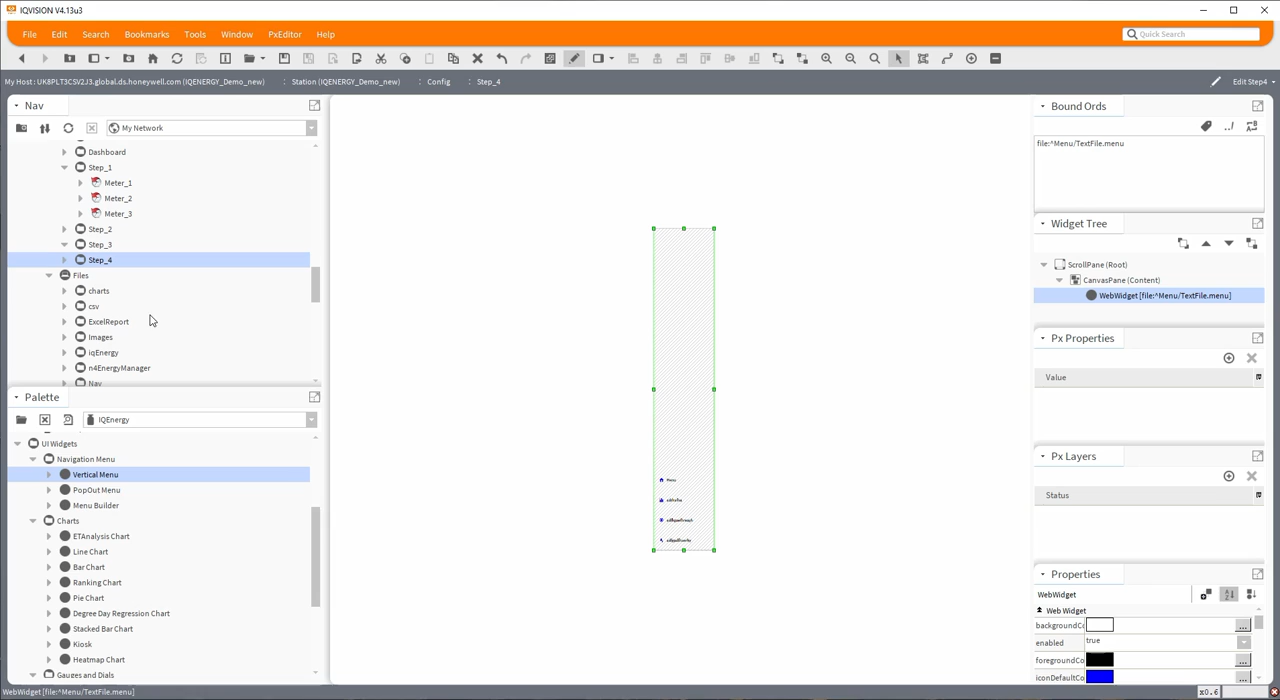 IQVISION V4.13u3
File Edit Search Bookmarks Tools Window PxEditor Help
Quick Search
My Host : UK8PLT3CSV2J3.global.ds.honeywell.com (IQENERGY_Demo_new) : Station (IQENERGY_Demo_new) : Config : Step_4
Edit Step4
Nav
My Network
Dashboard
Step_1
Meter_1
Meter_2
Meter_3
Step_2
Step_3
Step_4
Files
charts
csv
ExcelReport
Images
iqEnergy
n4EnergyManager
Nav
Palette
IQEnergy
UI Widgets
Navigation Menu
Vertical Menu
PopOut Menu
Menu Builder
Charts
ETAnalysis Chart
Line Chart
Bar Chart
Ranking Chart
Pie Chart
Degree Day Regression Chart
Stacked Bar Chart
Kiosk
Heatmap Chart
Gauges and Dials
WebWidget [file:^Menu/TextFile.menu]
Bound Ords
file:^Menu/TextFile.menu
Widget Tree
ScrollPane (Root)
CanvasPane (Content)
WebWidget [file:^Menu/TextFile.menu]
Px Properties
Value
Px Layers
Status
Properties
WebWidget
Web Widget
backgroundCo
enabled true
foregroundCo
iconDefaultCo
x0.6